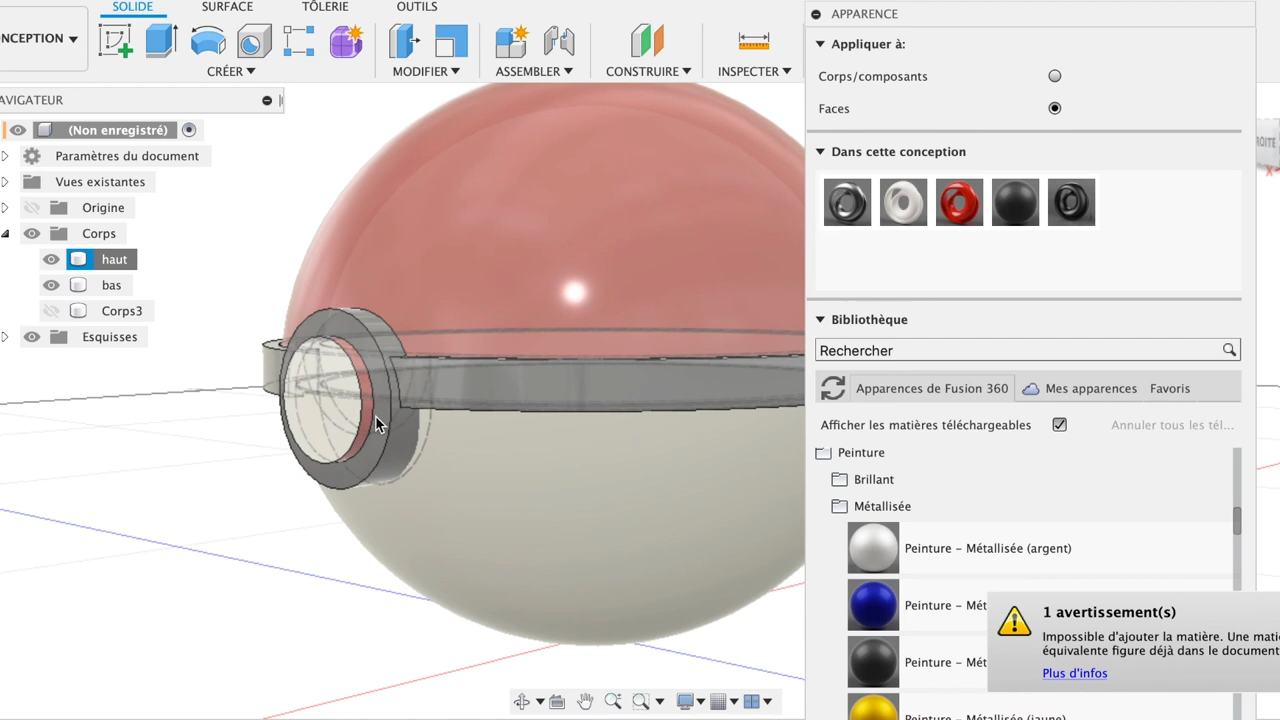 SOLIDE
SURFACE
TÔLERIE
OUTILS
NCEPTION
CRÉER
MODIFIER
ASSEMBLER
CONSTRUIRE
INSPECTER
AVIGATEUR
(Non enregistré)
Paramètres du document
Vues existantes
Origine
Corps
haut
bas
Corps3
Esquisses
APPARENCE
Appliquer à:
Corps/composants
Faces
Dans cette conception
Bibliothèque
Rechercher
Apparences de Fusion 360
Mes apparences
Favoris
Afficher les matières téléchargeables
Annuler tous les tél...
Peinture
Brillant
Métallisée
Peinture - Métallisée (argent)
Peinture - Mét
Peinture - Mét
Peinture - Métallisée (jaune)
1 avertissement(s)
Impossible d'ajouter la matière. Une mati
équivalente figure déjà dans le document
Plus d'infos
ROITE
X